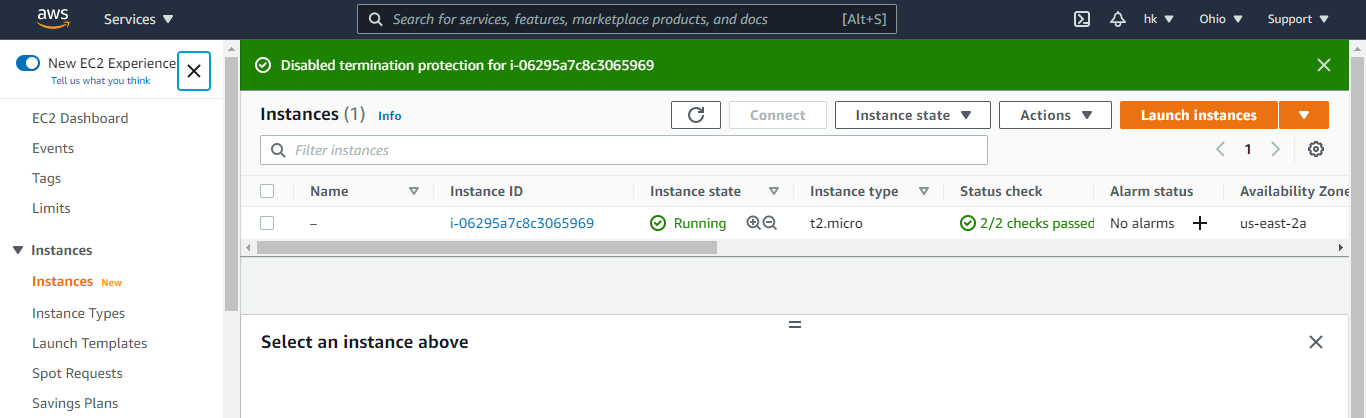 aws Services Search for services, features, marketplace products, and docs [Alt+S] hk Ohio Support
New EC2 Experience
Tell us what you think
EC2 Dashboard
Events
Tags
Limits
Instances
Instances New
Instance Types
Launch Templates
Spot Requests
Savings Plans
Disabled termination protection for i-06295a7c8c3065969
Instances (1) Info Connect Instance state Actions Launch instances
Filter instances 1
Name Instance ID Instance state Instance type Status check Alarm status Availability Zone
– i-06295a7c8c3065969 Running t2.micro 2/2 checks passed No alarms + us-east-2a
Select an instance above